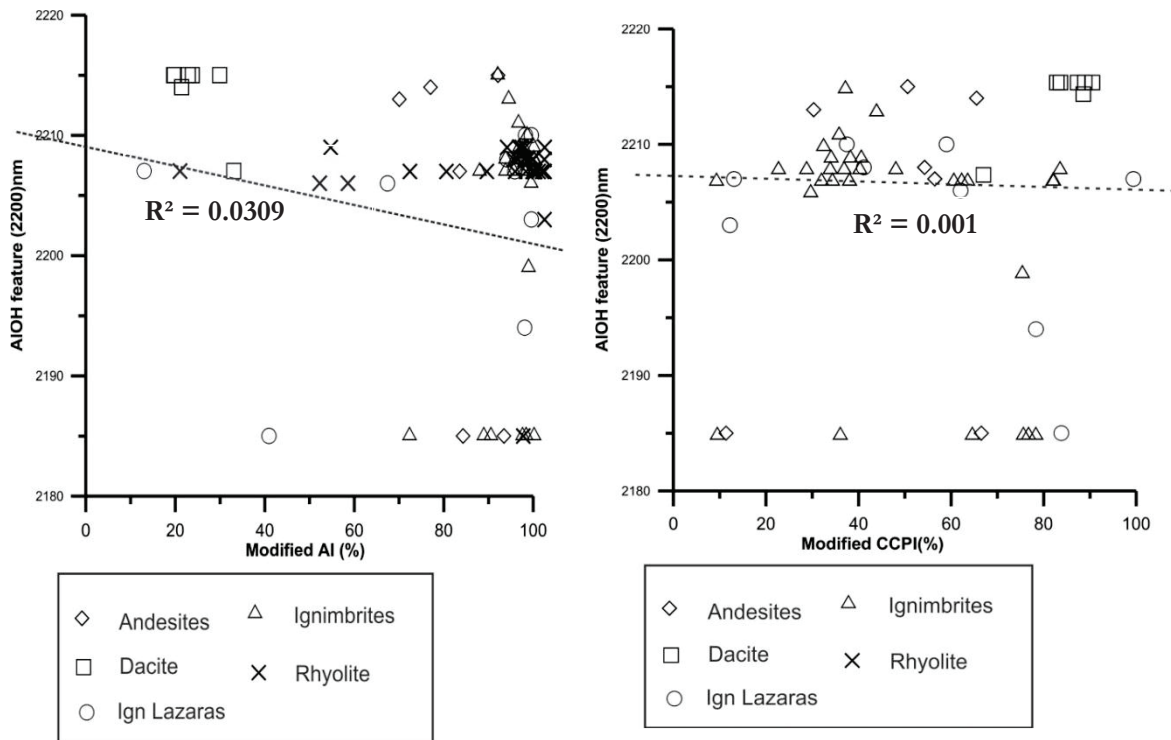 2220
2210
2200
2190
2180
AlOH feature (2200)nm
R² = 0.0309
0
20
40
60
80
100
Modified AI (%)
Andesites
Ignimbrites
Dacite
Rhyolite
Ign Lazaras
2220
2210
2200
2190
2180
AlOH feature (2200)nm
R² = 0.001
0
20
40
60
80
100
Modified CCPI(%)
Andesites
Ignimbrites
Dacite
Rhyolite
Ign Lazaras